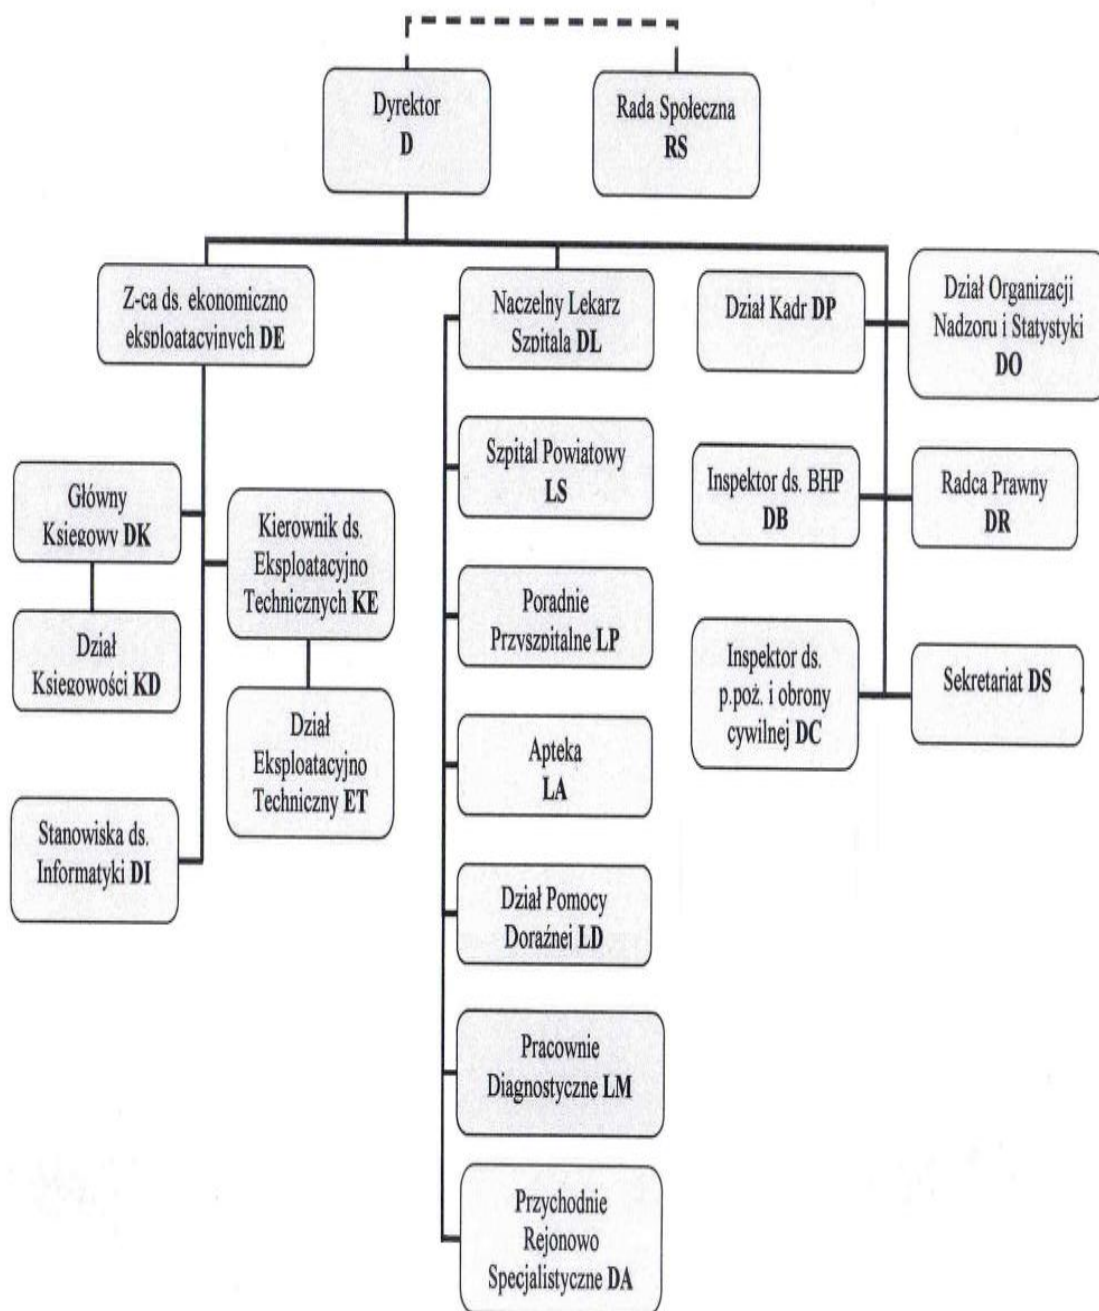 Dyrektor
D
Rada Społeczna
RS
Z-ca ds. ekonomiczno
eksploatacyjnych DE
Naczelny Lekarz
Szpitala DL
Dział Kadr DP
Dział Organizacji
Nadzoru i Statystyki
DO
Główny
Księgowy DK
Kierownik ds.
Eksploatacyjno
Technicznych KE
Szpital Powiatowy
LS
Inspektor ds. BHP
DB
Radca Prawny
DR
Dział
Księgowości KD
Dział
Eksploatacyjno
Techniczny ET
Poradnie
Przyszpitalne LP
Inspektor ds.
p.poż. i obrony
cywilnej DC
Sekretariat DS
Stanowiska ds.
Informatyki DI
Apteka
LA
Dział Pomocy
Doraźnej LD
Pracownie
Diagnostyczne LM
Przychodnie
Rejonowo
Specjalistyczne DA